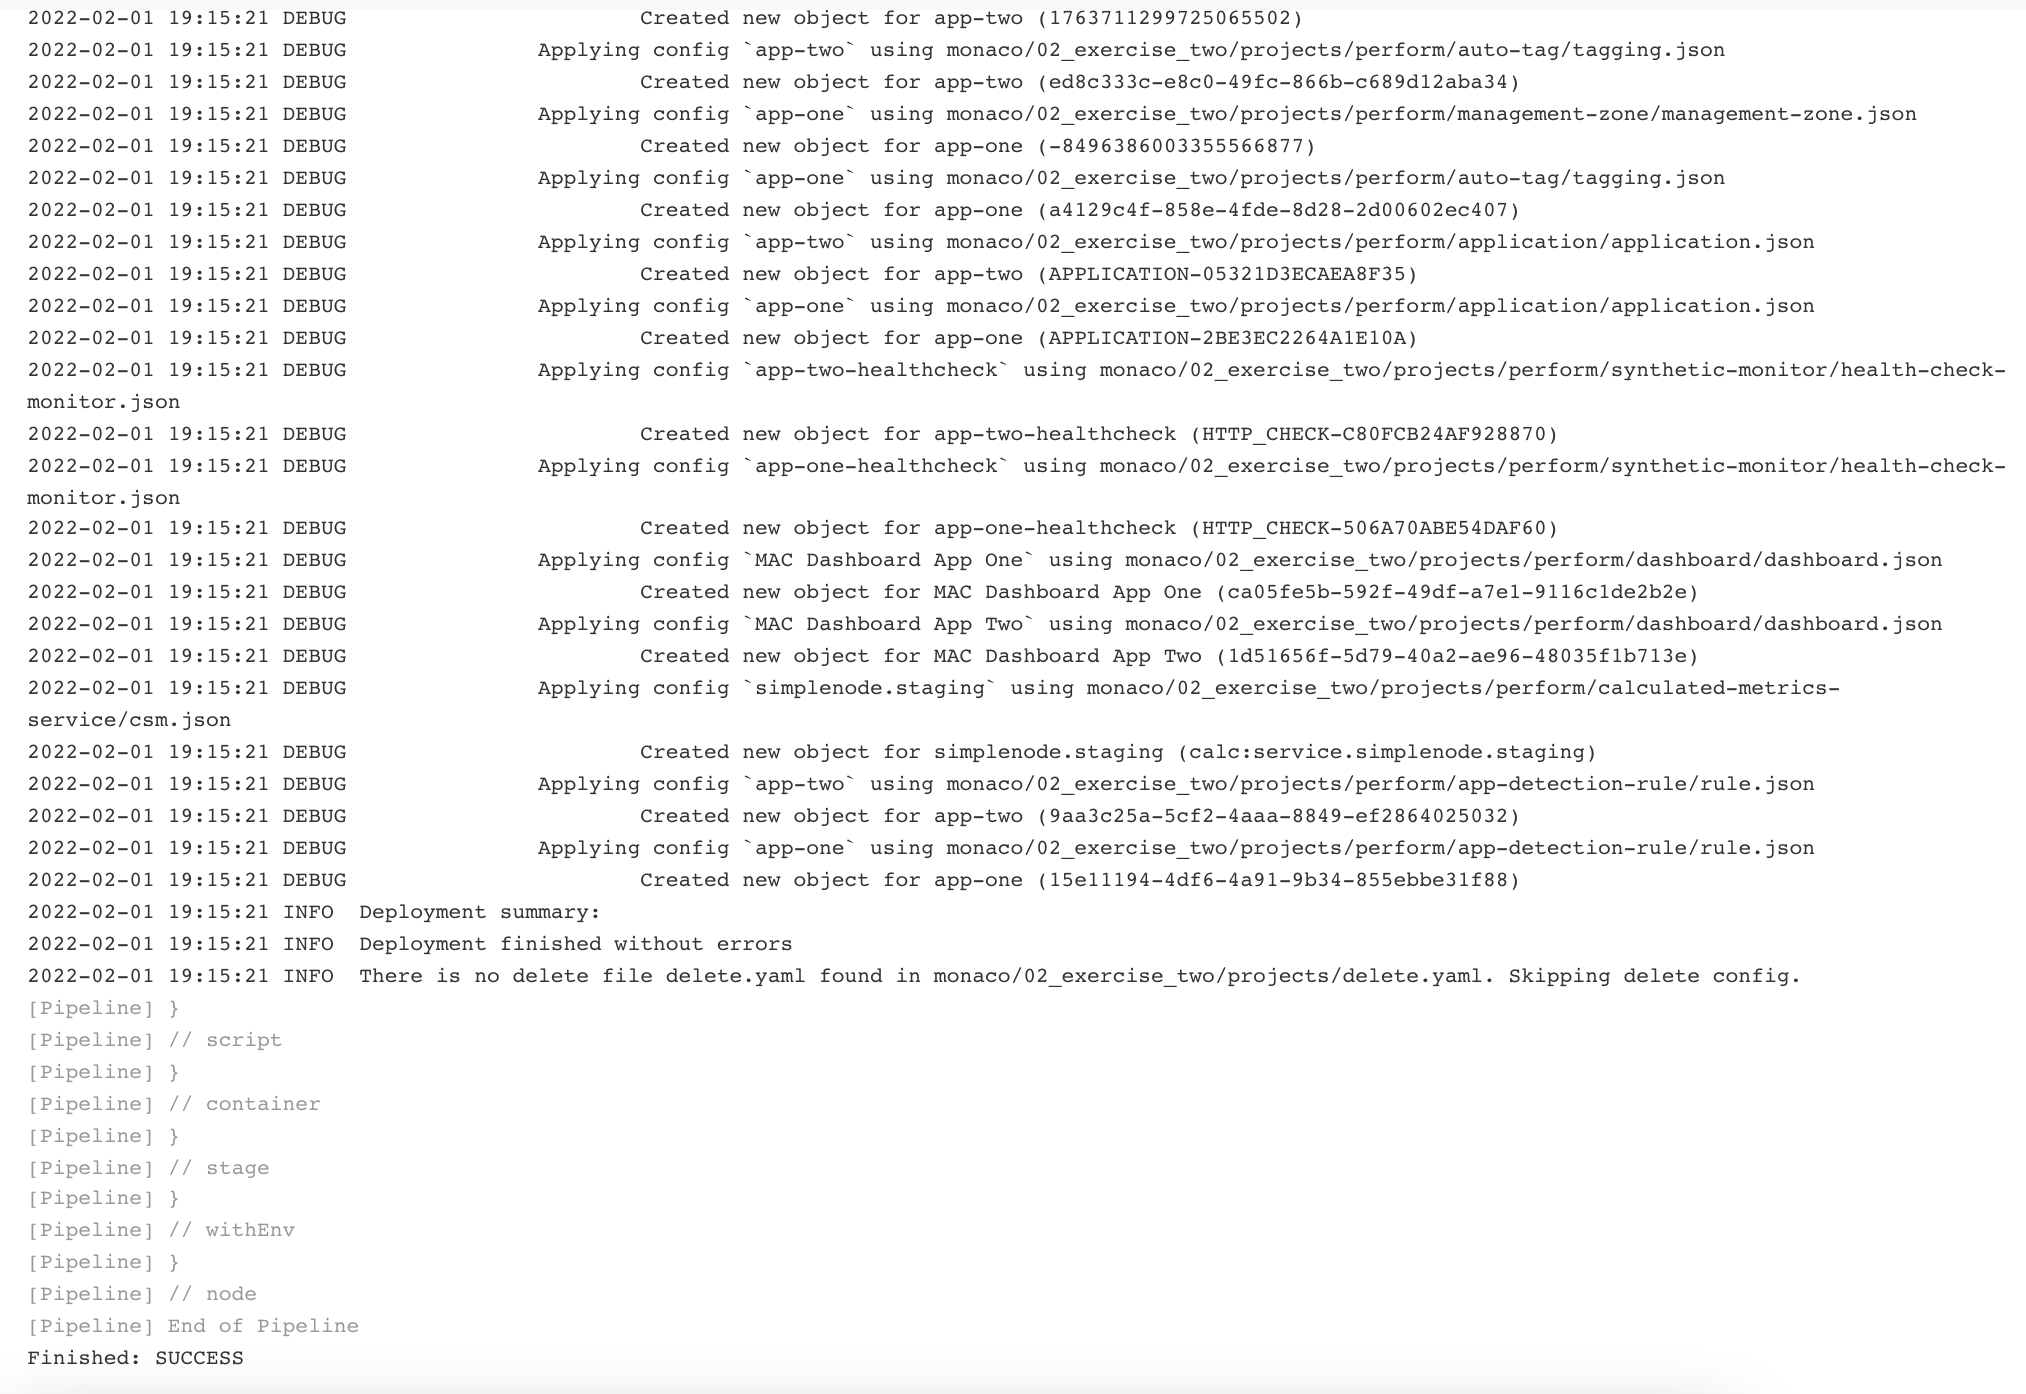 2022-02-01 19:15:21 DEBUG                       Created new object for app-two (1763711299725065502)
2022-02-01 19:15:21 DEBUG               Applying config `app-two` using monaco/02_exercise_two/projects/perform/auto-tag/tagging.json
2022-02-01 19:15:21 DEBUG                       Created new object for app-two (ed8c333c-e8c0-49fc-866b-c689d12aba34)
2022-02-01 19:15:21 DEBUG               Applying config `app-one` using monaco/02_exercise_two/projects/perform/management-zone/management-zone.json
2022-02-01 19:15:21 DEBUG                       Created new object for app-one (-8496386003355566877)
2022-02-01 19:15:21 DEBUG               Applying config `app-one` using monaco/02_exercise_two/projects/perform/auto-tag/tagging.json
2022-02-01 19:15:21 DEBUG                       Created new object for app-one (a4129c4f-858e-4fde-8d28-2d00602ec407)
2022-02-01 19:15:21 DEBUG               Applying config `app-two` using monaco/02_exercise_two/projects/perform/application/application.json
2022-02-01 19:15:21 DEBUG                       Created new object for app-two (APPLICATION-05321D3ECAEA8F35)
2022-02-01 19:15:21 DEBUG               Applying config `app-one` using monaco/02_exercise_two/projects/perform/application/application.json
2022-02-01 19:15:21 DEBUG                       Created new object for app-one (APPLICATION-2BE3EC2264A1E10A)
2022-02-01 19:15:21 DEBUG               Applying config `app-two-healthcheck` using monaco/02_exercise_two/projects/perform/synthetic-monitor/health-check-
monitor.json
2022-02-01 19:15:21 DEBUG                       Created new object for app-two-healthcheck (HTTP_CHECK-C80FCB24AF928870)
2022-02-01 19:15:21 DEBUG               Applying config `app-one-healthcheck` using monaco/02_exercise_two/projects/perform/synthetic-monitor/health-check-
monitor.json
2022-02-01 19:15:21 DEBUG                       Created new object for app-one-healthcheck (HTTP_CHECK-506A70ABE54DAF60)
2022-02-01 19:15:21 DEBUG               Applying config `MAC Dashboard App One` using monaco/02_exercise_two/projects/perform/dashboard/dashboard.json
2022-02-01 19:15:21 DEBUG                       Created new object for MAC Dashboard App One (ca05fe5b-592f-49df-a7e1-9116c1de2b2e)
2022-02-01 19:15:21 DEBUG               Applying config `MAC Dashboard App Two` using monaco/02_exercise_two/projects/perform/dashboard/dashboard.json
2022-02-01 19:15:21 DEBUG                       Created new object for MAC Dashboard App Two (1d51656f-5d79-40a2-ae96-48035f1b713e)
2022-02-01 19:15:21 DEBUG               Applying config `simplenode.staging` using monaco/02_exercise_two/projects/perform/calculated-metrics-
service/csm.json
2022-02-01 19:15:21 DEBUG                       Created new object for simplenode.staging (calc:service.simplenode.staging)
2022-02-01 19:15:21 DEBUG               Applying config `app-two` using monaco/02_exercise_two/projects/perform/app-detection-rule/rule.json
2022-02-01 19:15:21 DEBUG                       Created new object for app-two (9aa3c25a-5cf2-4aaa-8849-ef2864025032)
2022-02-01 19:15:21 DEBUG               Applying config `app-one` using monaco/02_exercise_two/projects/perform/app-detection-rule/rule.json
2022-02-01 19:15:21 DEBUG                       Created new object for app-one (15e11194-4df6-4a91-9b34-855ebbe31f88)
2022-02-01 19:15:21 INFO  Deployment summary:
2022-02-01 19:15:21 INFO  Deployment finished without errors
2022-02-01 19:15:21 INFO  There is no delete file delete.yaml found in monaco/02_exercise_two/projects/delete.yaml. Skipping delete config.
[Pipeline] }
[Pipeline] // script
[Pipeline] }
[Pipeline] // container
[Pipeline] }
[Pipeline] // stage
[Pipeline] }
[Pipeline] // withEnv
[Pipeline] }
[Pipeline] // node
[Pipeline] End of Pipeline
Finished: SUCCESS